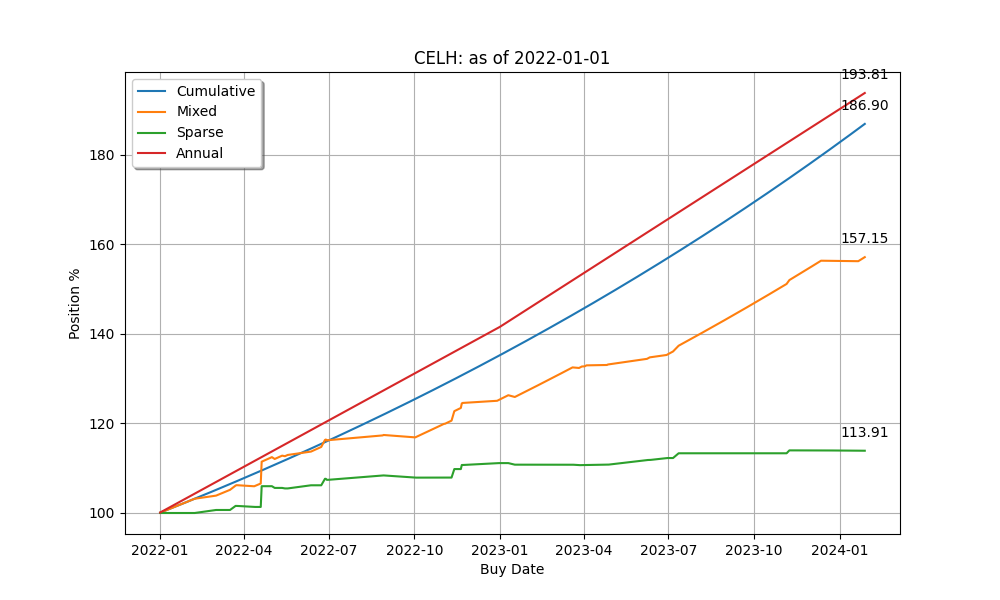 CELH: as of 2022-01-01
193.81
Cumulative
Mixed
Sparse
Annual
186.90
180
160
157.15
140
120
113.91
100
Position %
2022-01 2022-04 2022-07 2022-10 2023-01 2023-04 2023-07 2023-10 2024-01
Buy Date